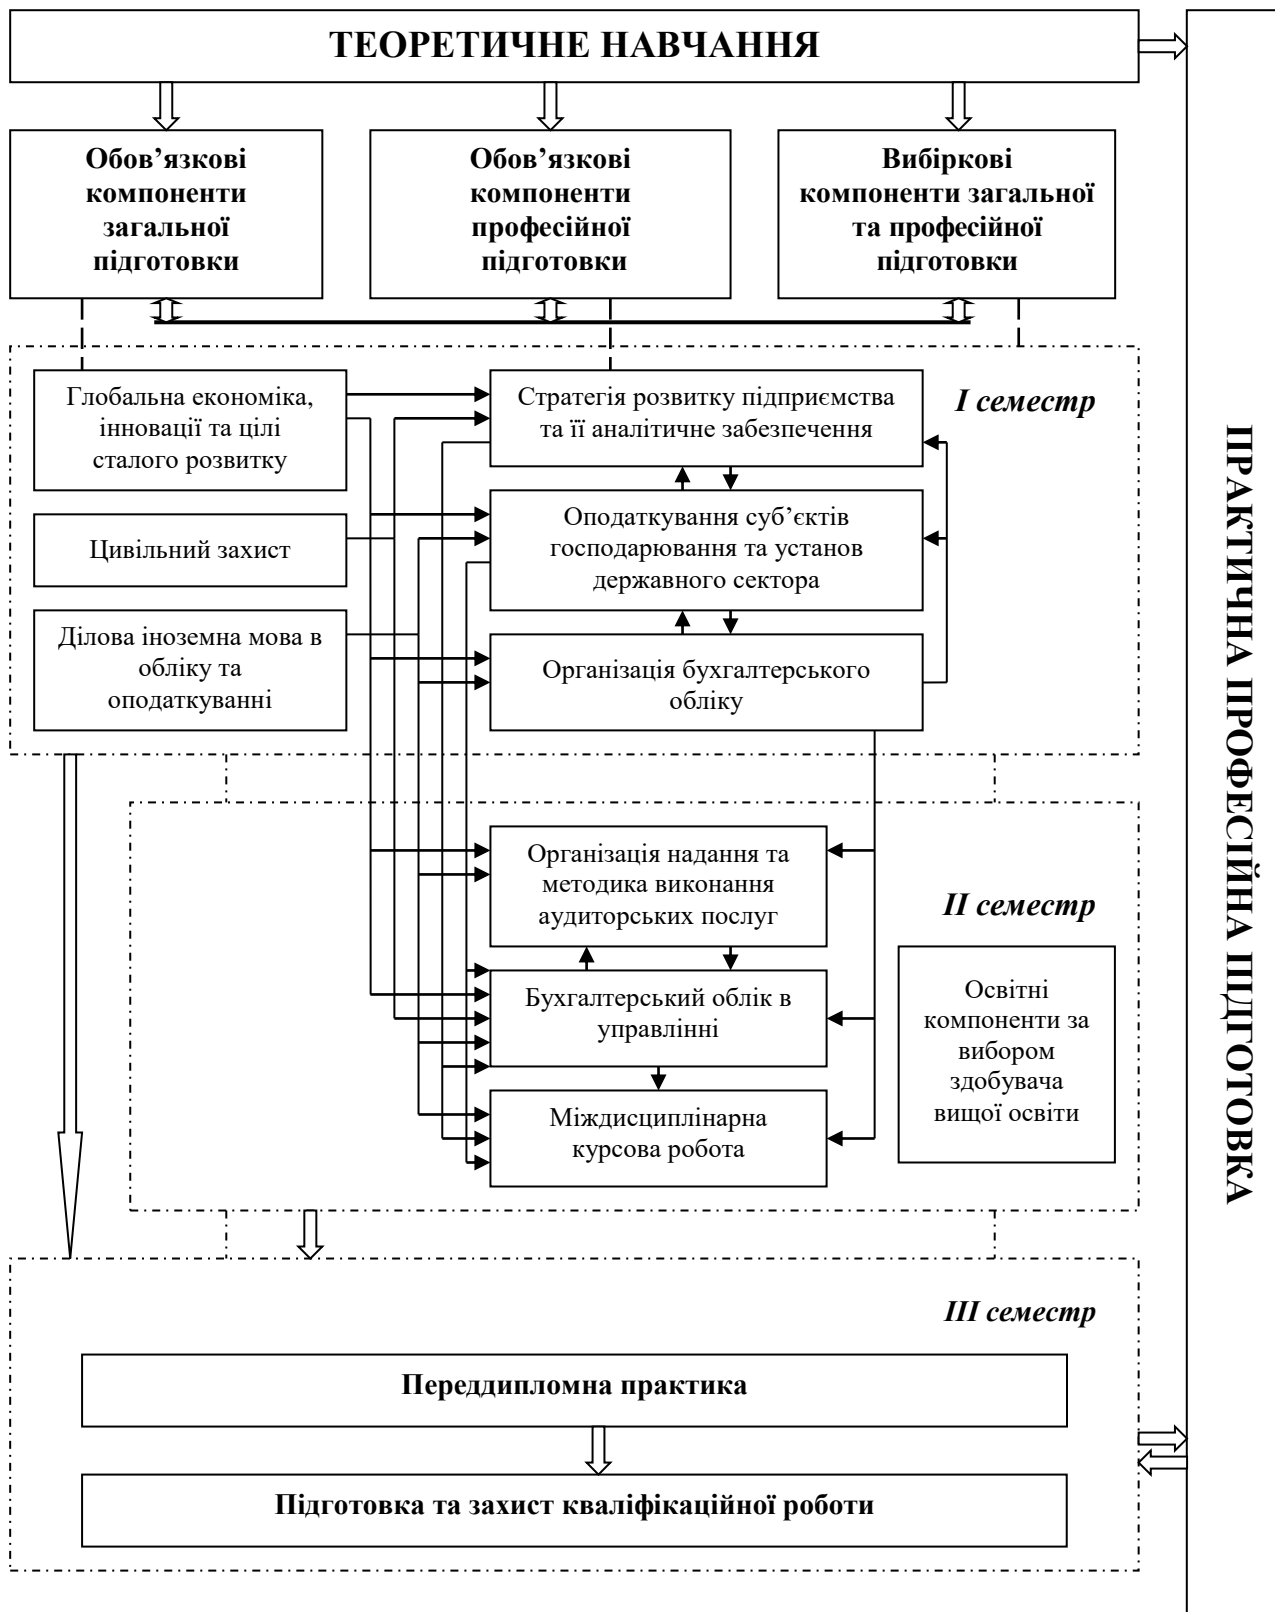 ТЕОРЕТИЧНЕ НАВЧАННЯ
Обов’язкові
компоненти
загальної
підготовки
Обов’язкові
компоненти
професійної
підготовки
Вибіркові
компоненти загальної
та професійної
підготовки
I семестр
Глобальна економіка,
інновації та цілі
сталого розвитку
Цивільний захист
Ділова іноземна мова в
обліку та
оподаткуванні
Стратегія розвитку підприємства
та її аналітичне забезпечення
Оподаткування суб’єктів
господарювання та установ
державного сектора
Організація бухгалтерського
обліку
II семестр
Організація надання та
методика виконання
аудиторських послуг
Бухгалтерський облік в
управлінні
Міждисциплінарна
курсова робота
Освітні
компоненти за
вибором
здобувача
вищої освіти
III семестр
Переддипломна практика
Підготовка та захист кваліфікаційної роботи
ПРАКТИЧНА ПРОФЕСІЙНА ПІДГОТОВКА